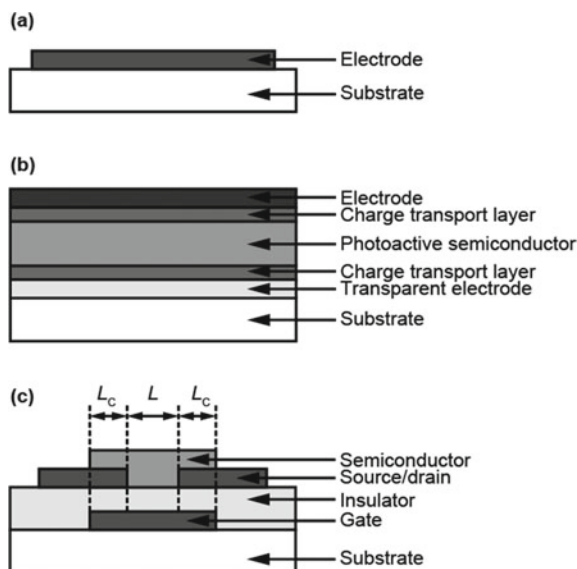 (a)
Electrode
Substrate
(b)
Electrode
Charge transport layer
Photoactive semiconductor
Charge transport layer
Transparent electrode
Substrate
(c)
LC L LC
Semiconductor
Source/drain
Insulator
Gate
Substrate